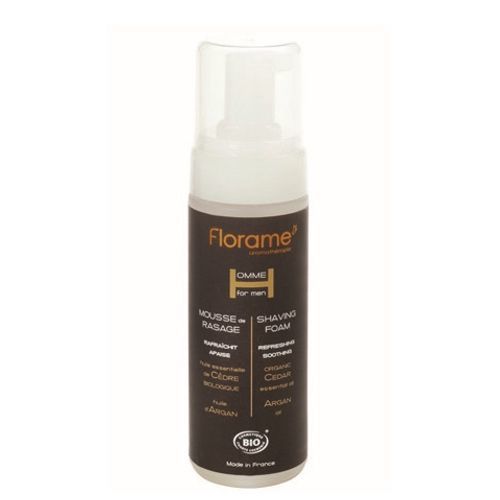 Florame
aromathérapie
HOMME
for men
MOUSSE de
RASAGE
RAFRAÎCHIT
APAISE
huile essentielle
de CÈDRE
BIOLOGIQUE
huile
d'ARGAN
SHAVING
FOAM
REFRESHING
SOOTHING
ORGANIC
CEDAR
essential oil
ARGAN
oil
BIO
Made in France